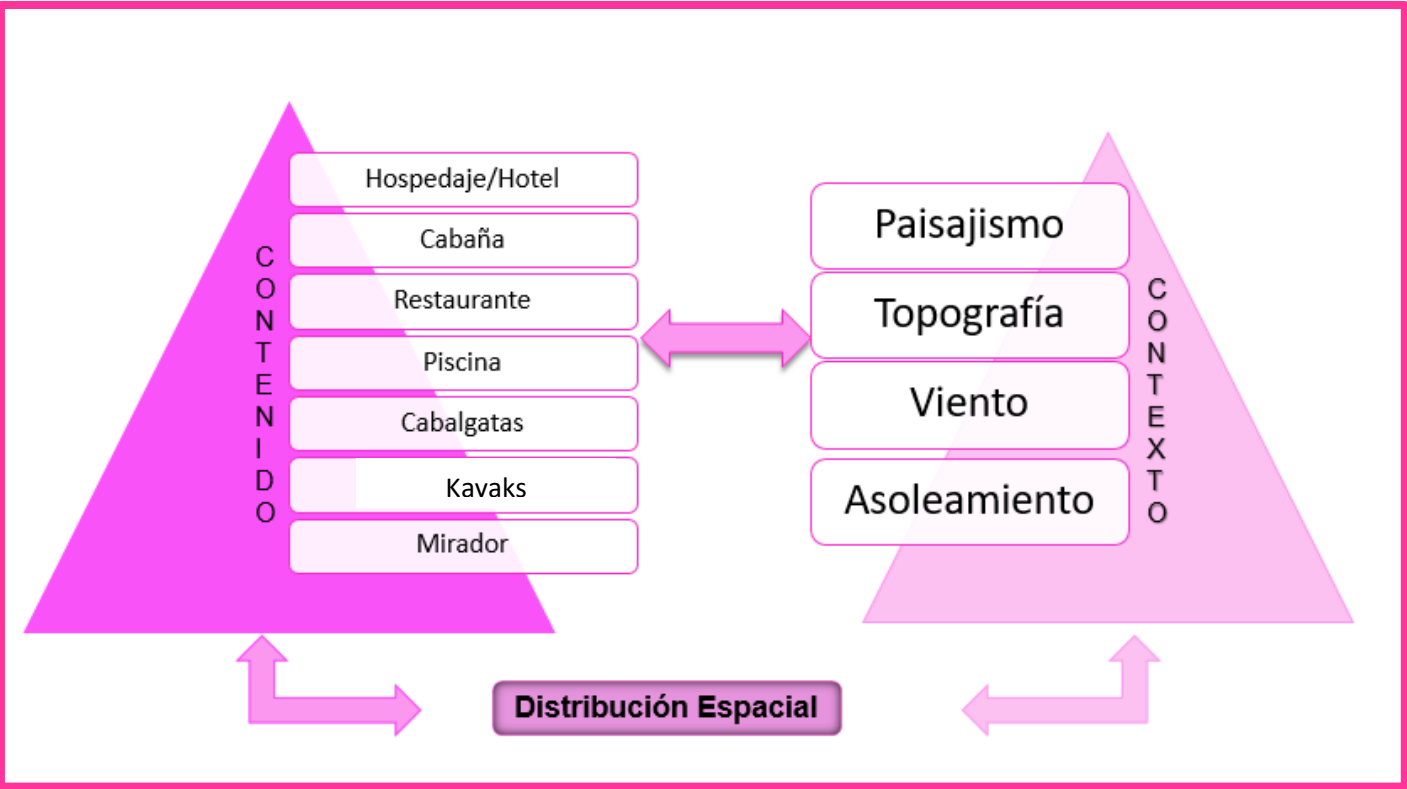 CONTENIDO
Hospedaje/Hotel
Cabaña
Restaurante
Piscina
Cabalgatas
Kavaks
Mirador
Paisajismo
Topografía
Viento
Asoleamiento
CONTEXTO
Distribución Espacial